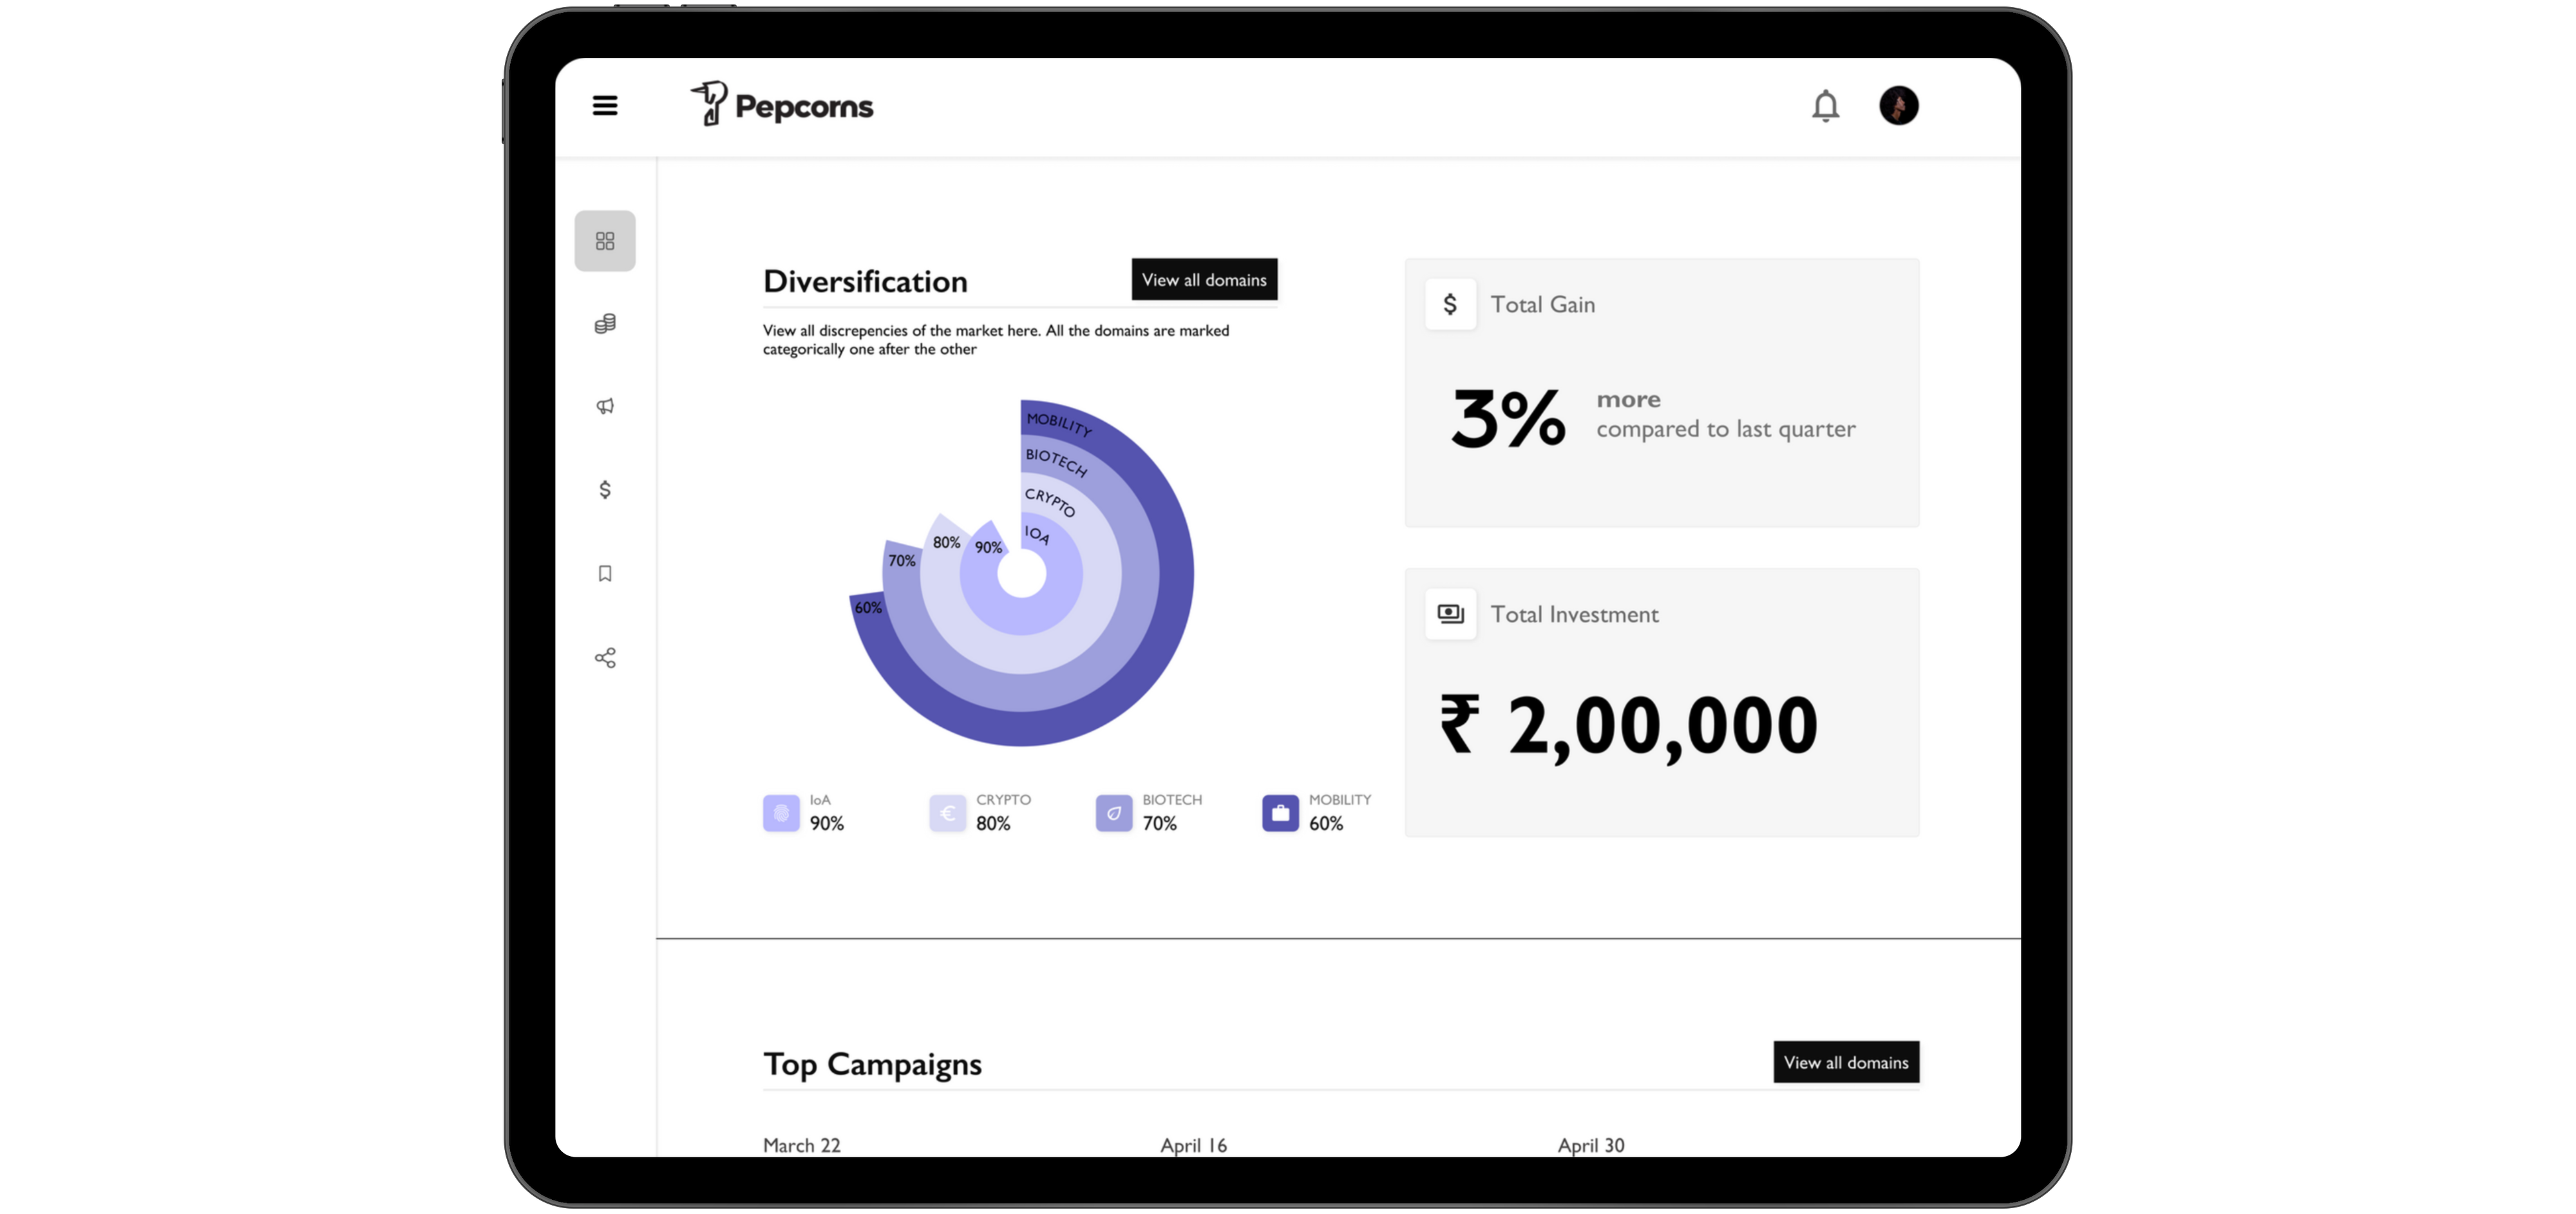 Pepcorns
Diversification
View all domains
View all discrepencies of the market here. All the domains are marked
categorically one after the other
MOBILITY
BIOTECH
CRYPTO
IOA
90%
80%
70%
60%
IoA
90%
CRYPTO
80%
BIOTECH
70%
MOBILITY
60%
$ Total Gain
3%
more
compared to last quarter
Total Investment
₹ 2,00,000
Top Campaigns
View all domains
March 22
April 16
April 30